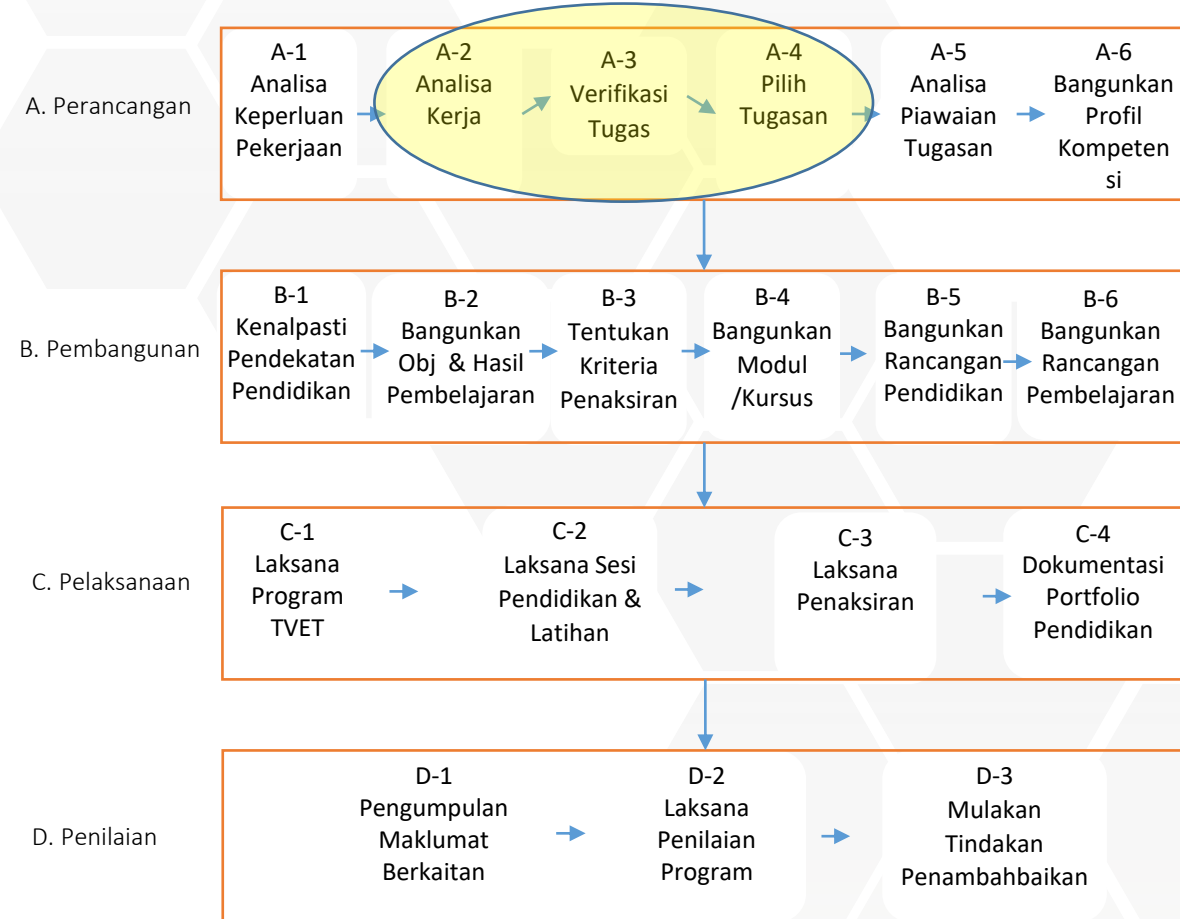 A. Perancangan
A-1
Analisa
Keperluan
Pekerjaan
A-2
Analisa
Kerja
A-3
Verifikasi
Tugas
A-4
Pilih
Tugasan
A-5
Analisa
Piawaian
Tugasan
A-6
Bangunkan
Profil
Kompeten
si
B. Pembangunan
B-1
Kenalpasti
Pendekatan
Pendidikan
B-2
Bangunkan
Obj & Hasil
Pembelajaran
B-3
Tentukan
Kriteria
Penaksiran
B-4
Bangunkan
Modul
/Kursus
B-5
Bangunkan
Rancangan
Pendidikan
B-6
Bangunkan
Rancangan
Pembelajaran
C. Pelaksanaan
C-1
Laksana
Program
TVET
C-2
Laksana Sesi
Pendidikan &
Latihan
C-3
Laksana
Penaksiran
C-4
Dokumentasi
Portfolio
Pendidikan
D. Penilaian
D-1
Pengumpulan
Maklumat
Berkaitan
D-2
Laksana
Penilaian
Program
D-3
Mulakan
Tindakan
Penambahbaikan